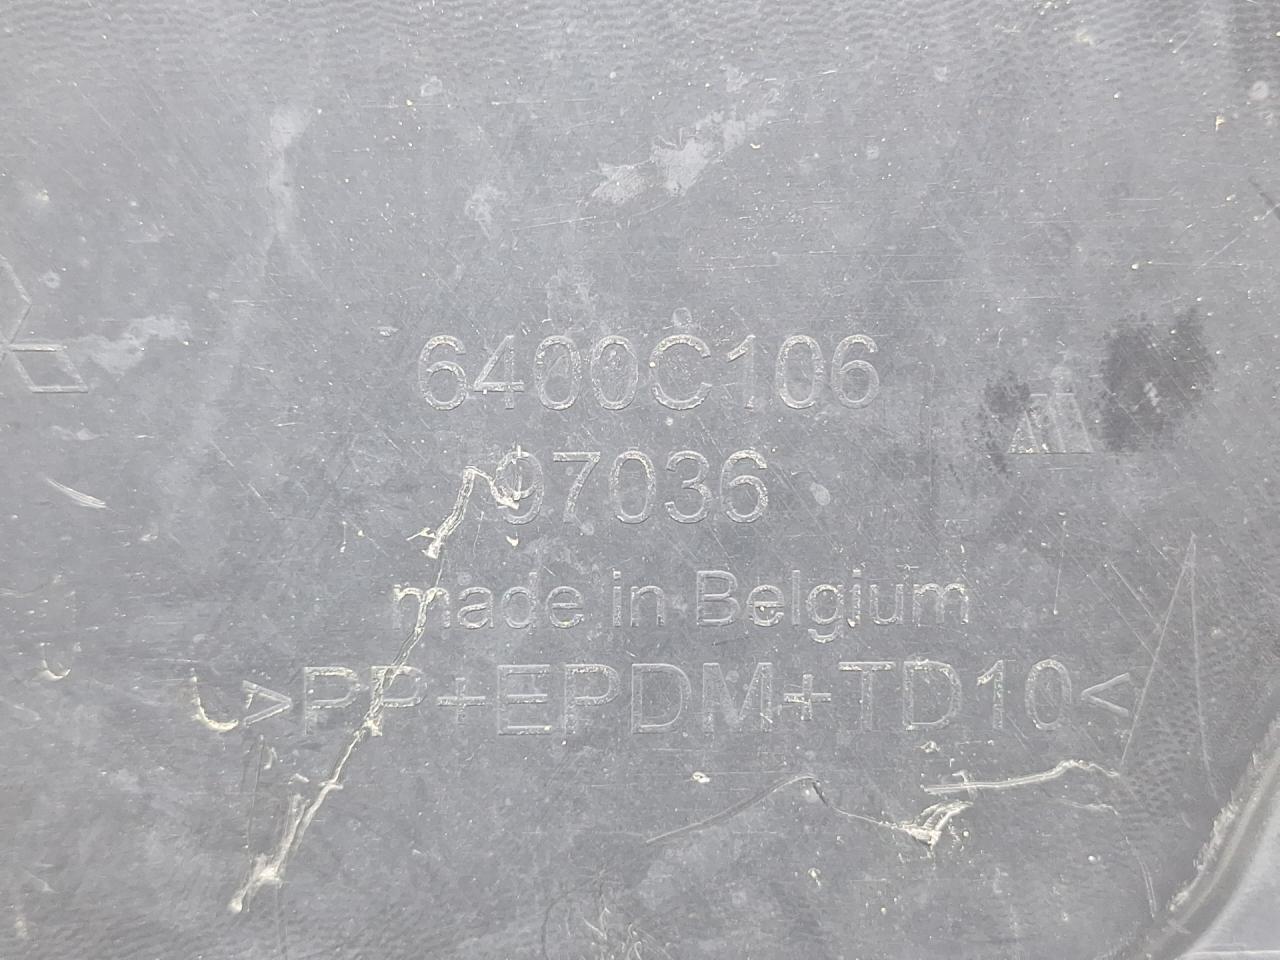 6400C106
97036
made in Belgium
>PP+EPDM+TD10<